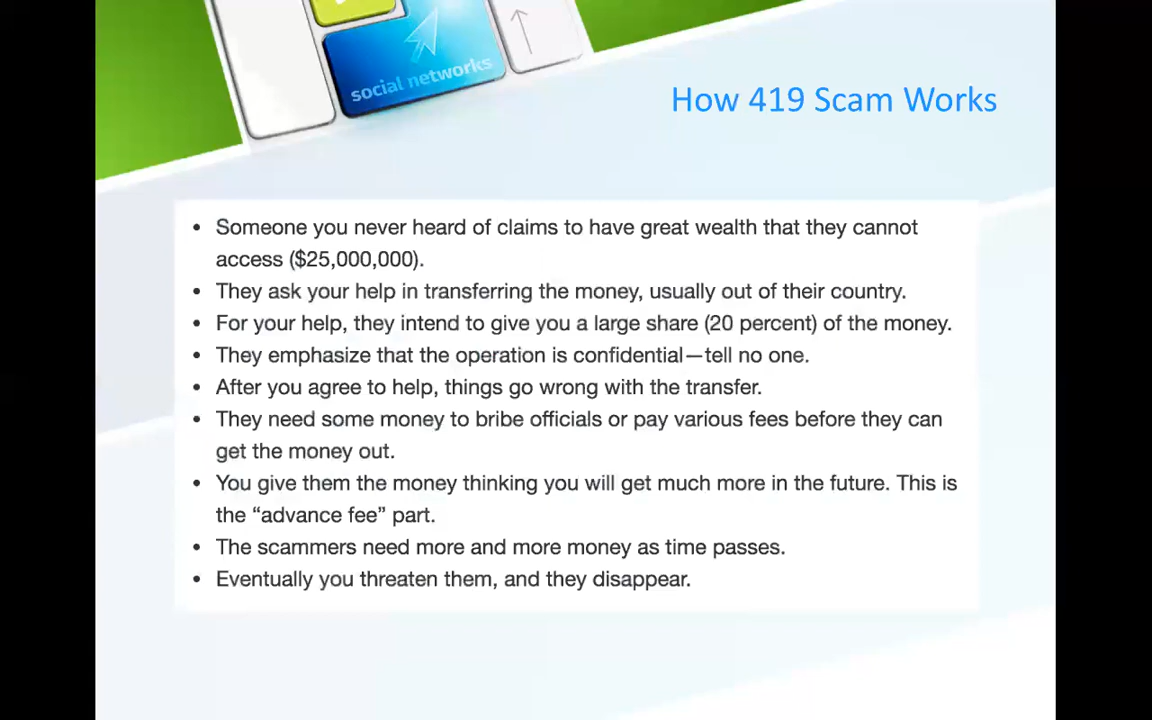 social networks
How 419 Scam Works
• Someone you never heard of claims to have great wealth that they cannot
access ($25,000,000).
• They ask your help in transferring the money, usually out of their country.
• For your help, they intend to give you a large share (20 percent) of the money.
• They emphasize that the operation is confidential—tell no one.
• After you agree to help, things go wrong with the transfer.
• They need some money to bribe officials or pay various fees before they can
get the money out.
• You give them the money thinking you will get much more in the future. This is
the “advance fee” part.
• The scammers need more and more money as time passes.
• Eventually you threaten them, and they disappear.